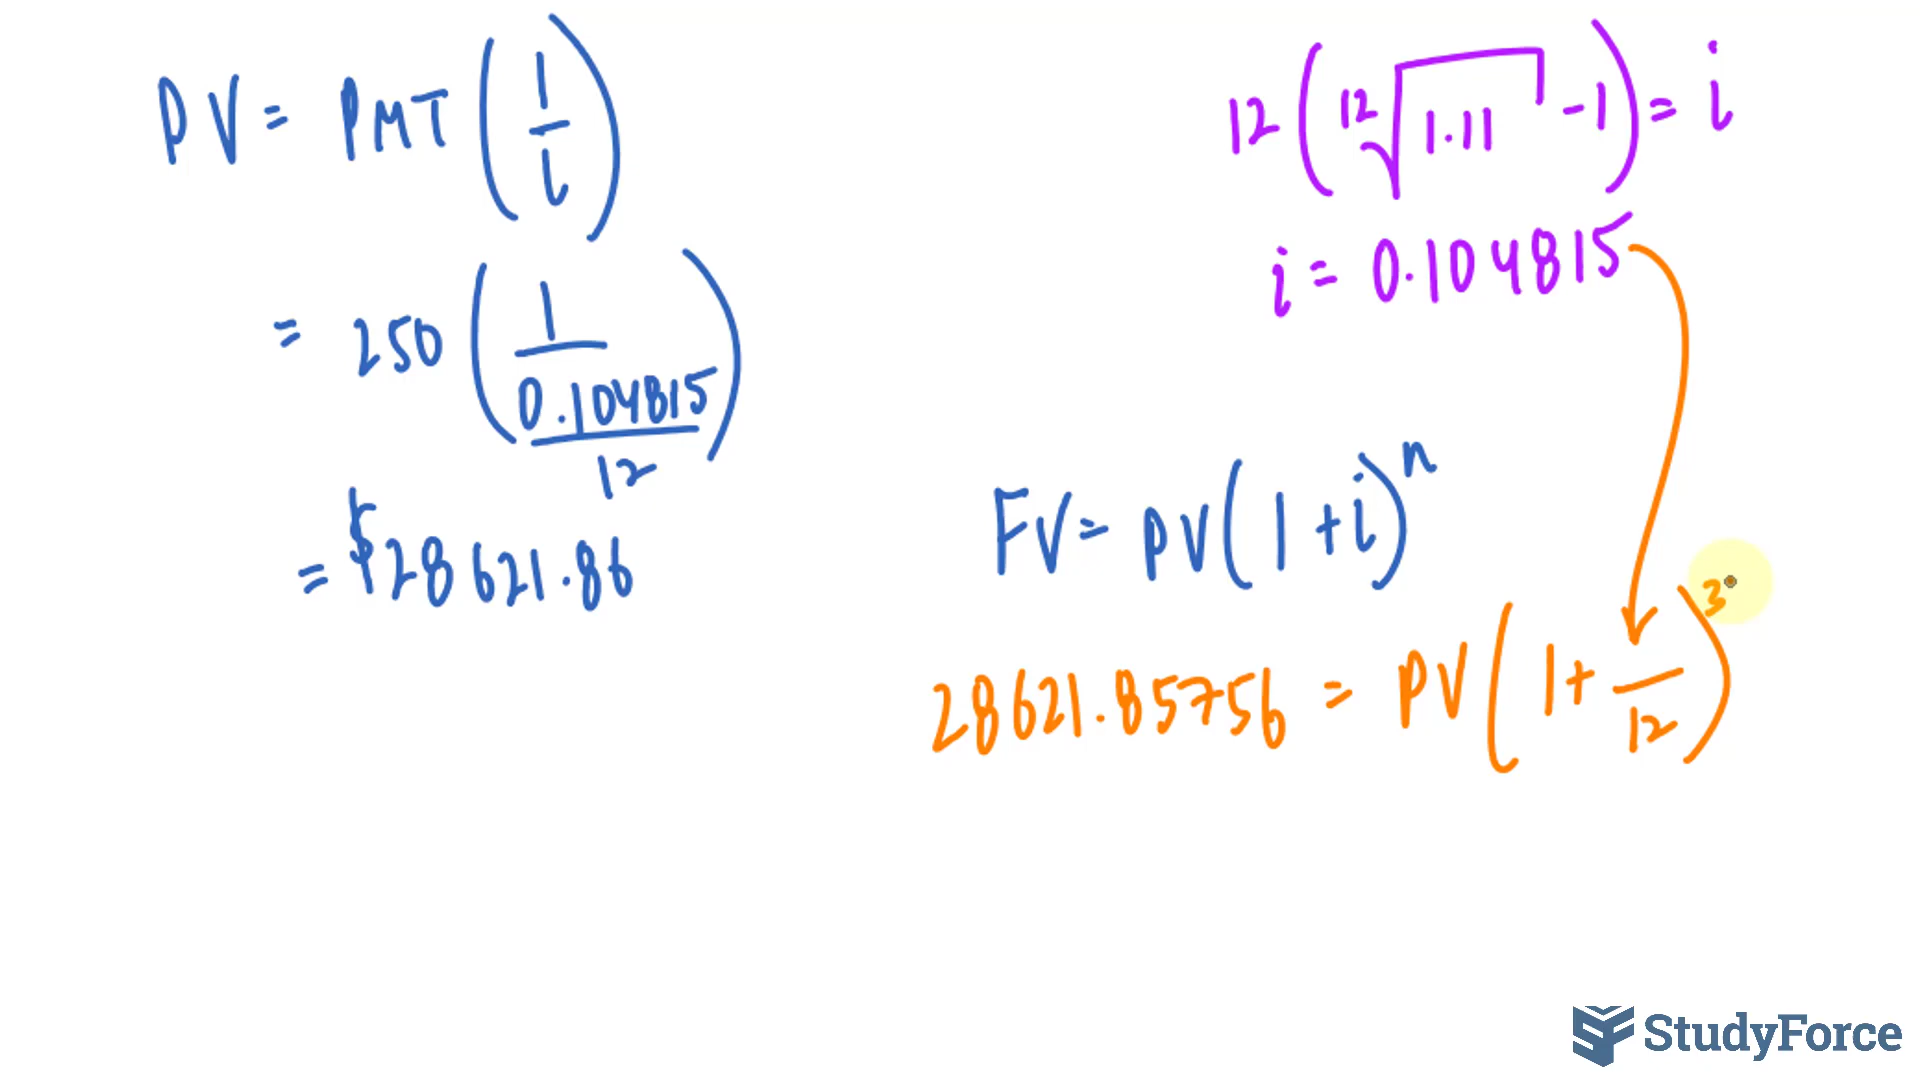 PV = PMT (1/i)
= 250 (1/(0.104815/12))
= $28621.86
12(¹²√1.11 -1) = i
i = 0.104815
FV = PV(1+i)ⁿ
28621.85756 = PV(1+ /12)³
StudyForce